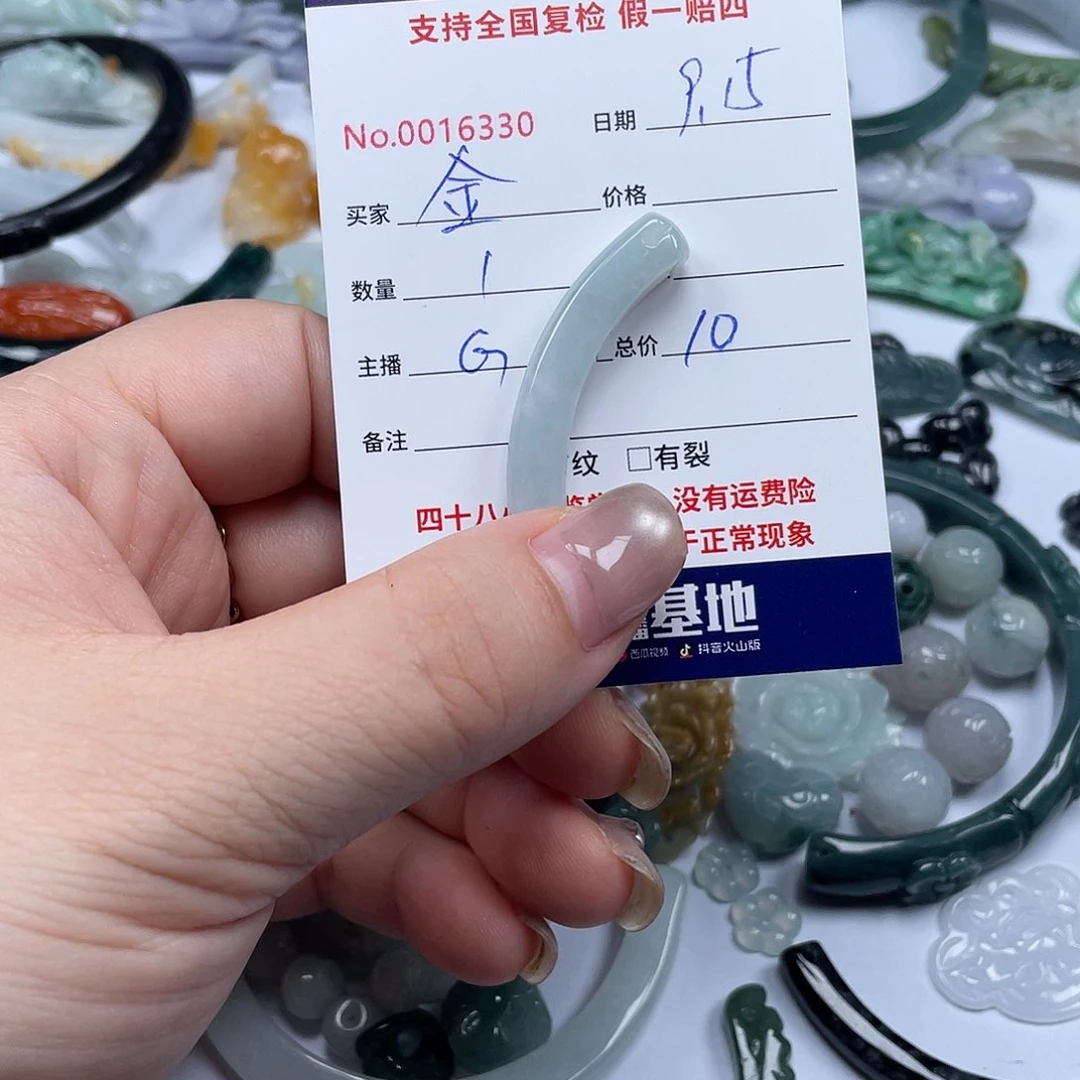 支持全国复检 假一赔四
No.0016330 日期 9.15
买家 金 价格
数量 1
主播 G 总价 10
备注
纹 □有裂
四十八 没有运费险
于正常现象
基地
西瓜视频 抖音火山版